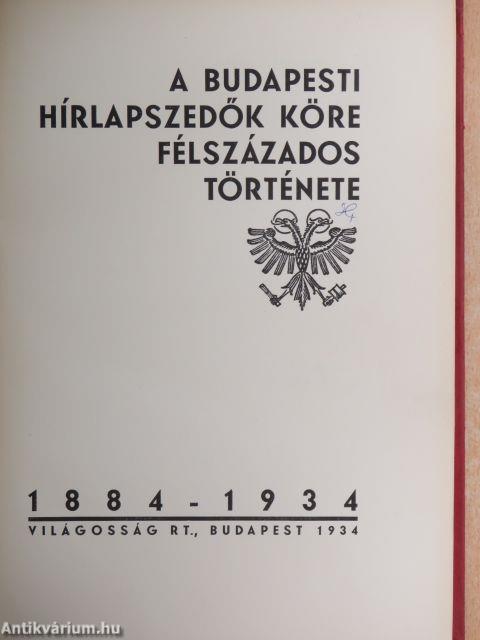 A BUDAPESTI
HÍRLAPSZEDŐK KÖRE
FÉLSZÁZADOS
TÖRTÉNETE
1884-1934
VILÁGOSSÁG RT., BUDAPEST 1934
Antikvárium.hu